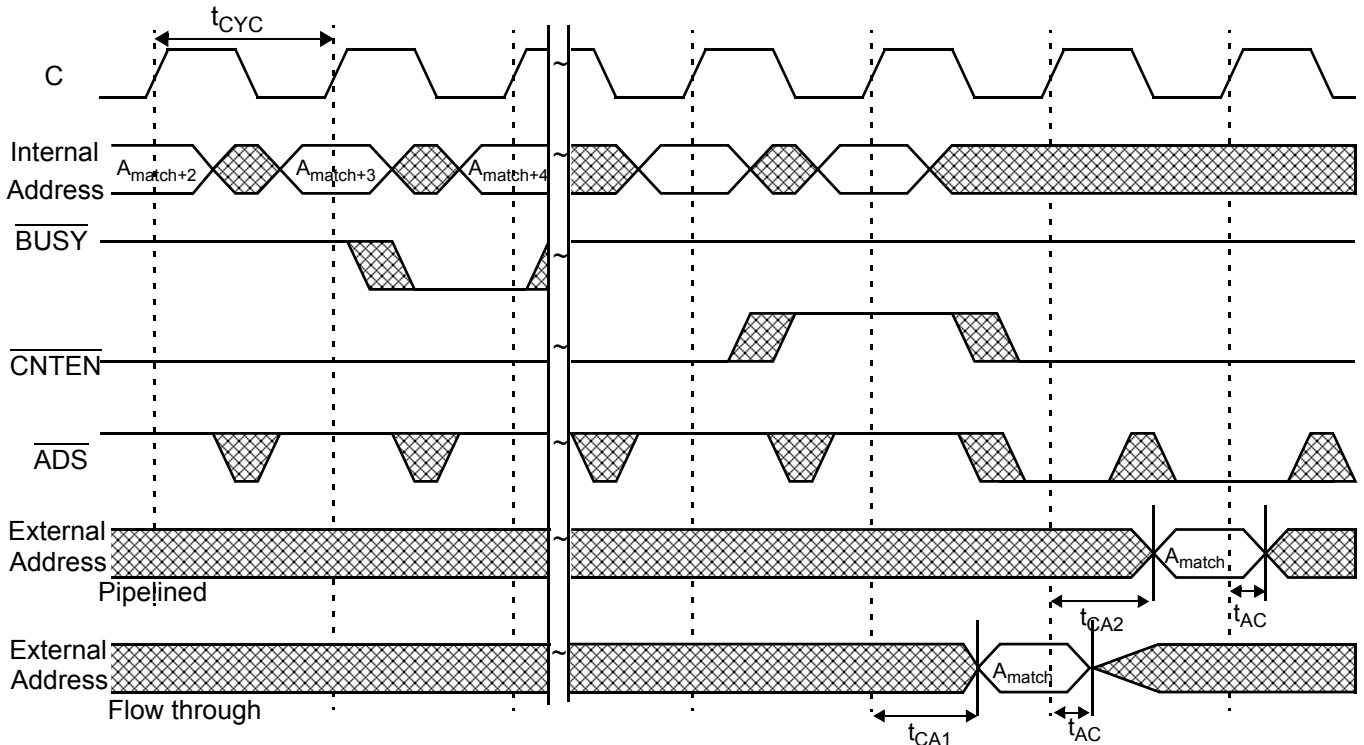 tCYC
C
Internal
Address
Amatch+2
Amatch+3
Amatch+4
~
~
BUSY
~
CNTEN
~
ADS
~
External
Address
Pipelined
~
Amatch
tCA2
tAC
External
Address
Flow through
~
Amatch
tCA1
tAC